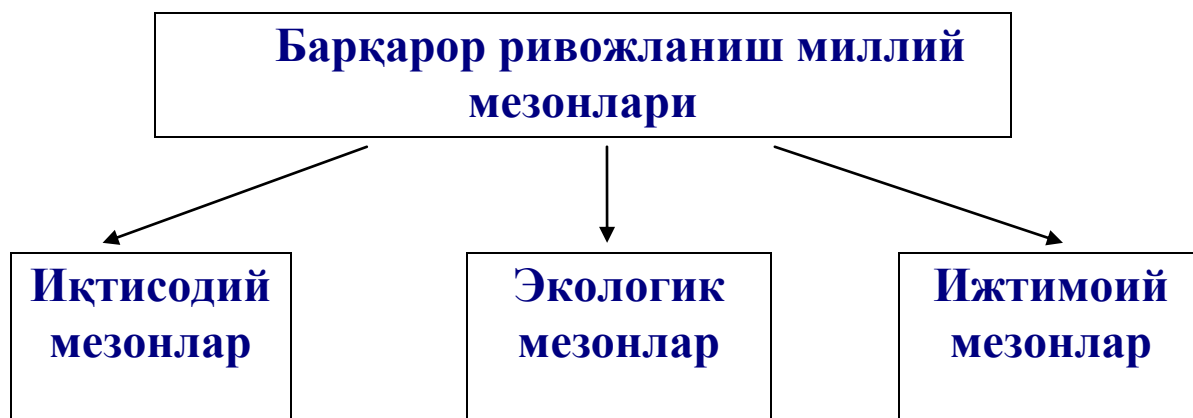 Барқарор ривожланиш миллий
мезонлари
Иқтисодий
мезонлар
Экологик
мезонлар
Ижтимоий
мезонлар